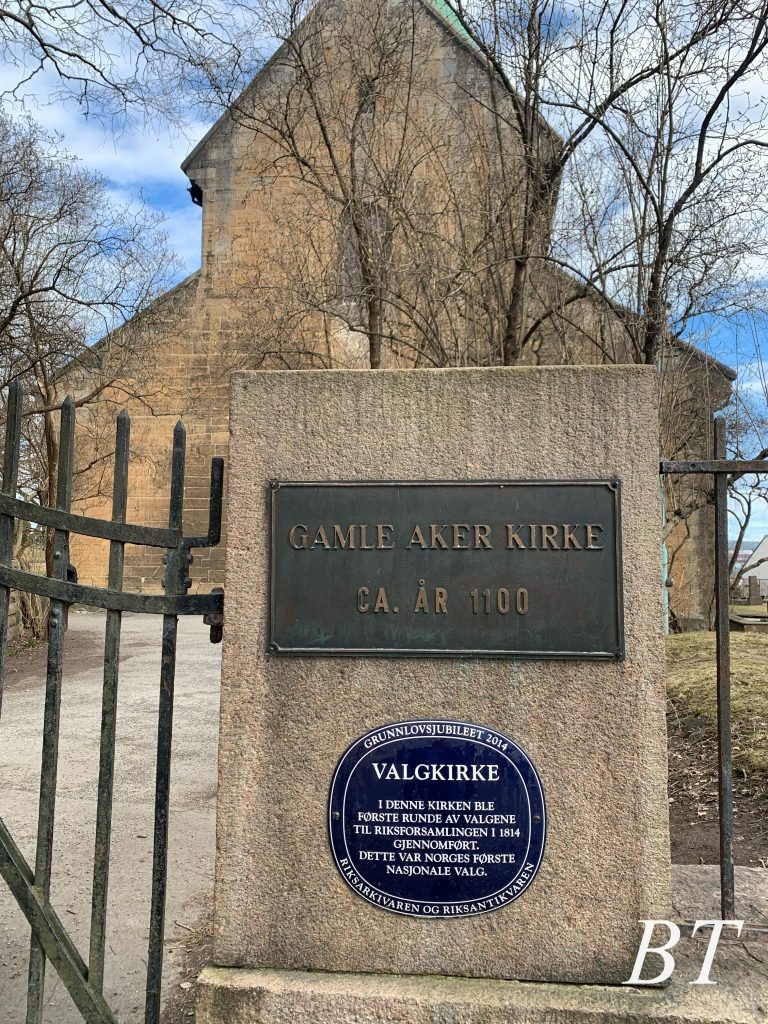 GAMLE AKER KIRKE
CA. ÅR 1100
GRUNNLOVSJUBILEET 2014
VALGKIRKE
I DENNE KIRKEN BLE
FØRSTE RUNDE AV VALGENE
TIL RIKSFORSAMLINGEN I 1814
GJENNOMFØRT.
DETTE VAR NORGES FØRSTE
NASJONALE VALG.
RIKSARKIVAREN OG RIKSANTIKVAREN
BT